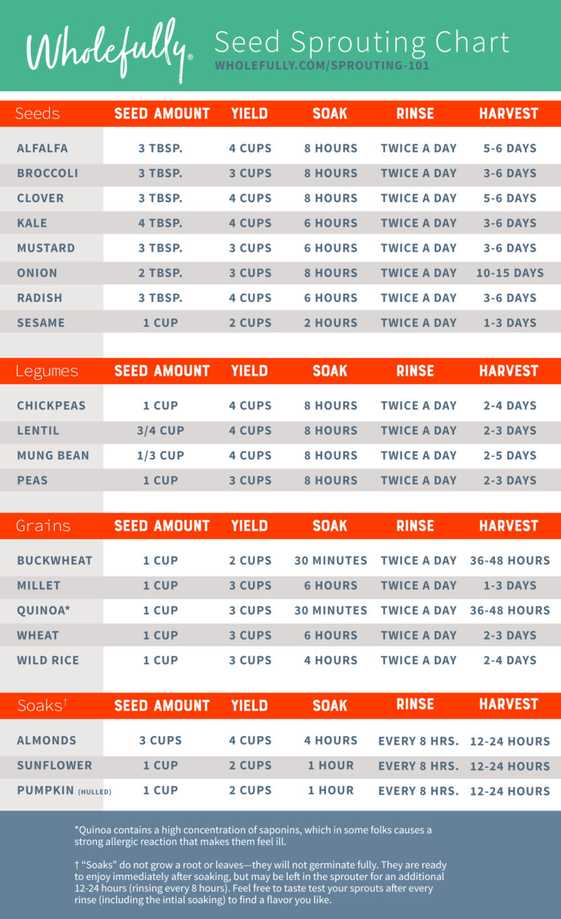 Wholefully® Seed Sprouting Chart
WHOLEFULLY.COM/SPROUTING-101
Seeds SEED AMOUNT YIELD SOAK RINSE HARVEST
ALFALFA 3 TBSP. 4 CUPS 8 HOURS TWICE A DAY 5-6 DAYS
BROCCOLI 3 TBSP. 3 CUPS 8 HOURS TWICE A DAY 3-6 DAYS
CLOVER 3 TBSP. 4 CUPS 8 HOURS TWICE A DAY 5-6 DAYS
KALE 4 TBSP. 4 CUPS 6 HOURS TWICE A DAY 3-6 DAYS
MUSTARD 3 TBSP. 3 CUPS 6 HOURS TWICE A DAY 3-6 DAYS
ONION 2 TBSP. 3 CUPS 8 HOURS TWICE A DAY 10-15 DAYS
RADISH 3 TBSP. 4 CUPS 6 HOURS TWICE A DAY 3-6 DAYS
SESAME 1 CUP 2 CUPS 2 HOURS TWICE A DAY 1-3 DAYS
Legumes SEED AMOUNT YIELD SOAK RINSE HARVEST
CHICKPEAS 1 CUP 4 CUPS 8 HOURS TWICE A DAY 2-4 DAYS
LENTIL 3/4 CUP 4 CUPS 8 HOURS TWICE A DAY 2-3 DAYS
MUNG BEAN 1/3 CUP 4 CUPS 8 HOURS TWICE A DAY 2-5 DAYS
PEAS 1 CUP 3 CUPS 8 HOURS TWICE A DAY 2-3 DAYS
Grains SEED AMOUNT YIELD SOAK RINSE HARVEST
BUCKWHEAT 1 CUP 2 CUPS 30 MINUTES TWICE A DAY 36-48 HOURS
MILLET 1 CUP 3 CUPS 6 HOURS TWICE A DAY 1-3 DAYS
QUINOA* 1 CUP 3 CUPS 30 MINUTES TWICE A DAY 36-48 HOURS
WHEAT 1 CUP 3 CUPS 6 HOURS TWICE A DAY 2-3 DAYS
WILD RICE 1 CUP 3 CUPS 4 HOURS TWICE A DAY 2-4 DAYS
Soaks† SEED AMOUNT YIELD SOAK RINSE HARVEST
ALMONDS 3 CUPS 4 CUPS 4 HOURS EVERY 8 HRS. 12-24 HOURS
SUNFLOWER 1 CUP 2 CUPS 1 HOUR EVERY 8 HRS. 12-24 HOURS
PUMPKIN (HULLED) 1 CUP 2 CUPS 1 HOUR EVERY 8 HRS. 12-24 HOURS
*Quinoa contains a high concentration of saponins, which in some folks causes a
strong allergic reaction that makes them feel ill.
† “Soaks” do not grow a root or leaves—they will not germinate fully. They are ready
to enjoy immediately after soaking, but may be left in the sprouter for an additional
12-24 hours (rinsing every 8 hours). Feel free to taste test your sprouts after every
rinse (including the intial soaking) to find a flavor you like.